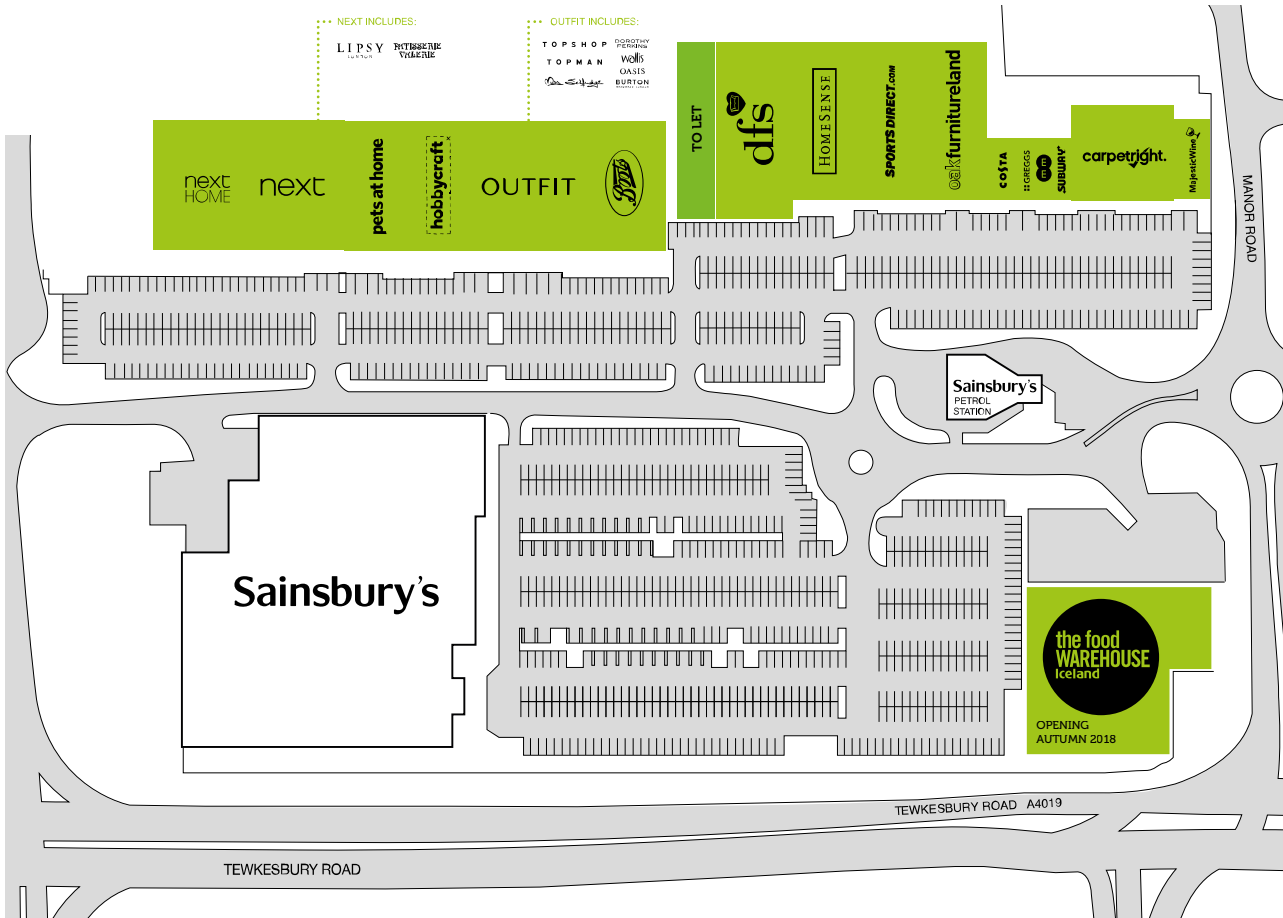 NEXT INCLUDES:
LIPSY
LONDON
PATISSERIE
VALERIE
OUTFIT INCLUDES:
TOPSHOP
DOROTHY
PERKINS
TOPMAN
wallis
OASIS
Miss Selfridge
BURTON
next
HOME
next
pets at home
hobbycraft
OUTFIT
Boots
TO LET
dfs
HOMESENSE
SPORTSDIRECT.COM
oakfurnitureland
COSTA
GREGGS
SUBWAY
carpetright.
MajesticWine
MANOR ROAD
Sainsbury's
PETROL
STATION
Sainsbury's
the food
WAREHOUSE
Iceland
OPENING
AUTUMN 2018
TEWKESBURY ROAD A4019
TEWKESBURY ROAD